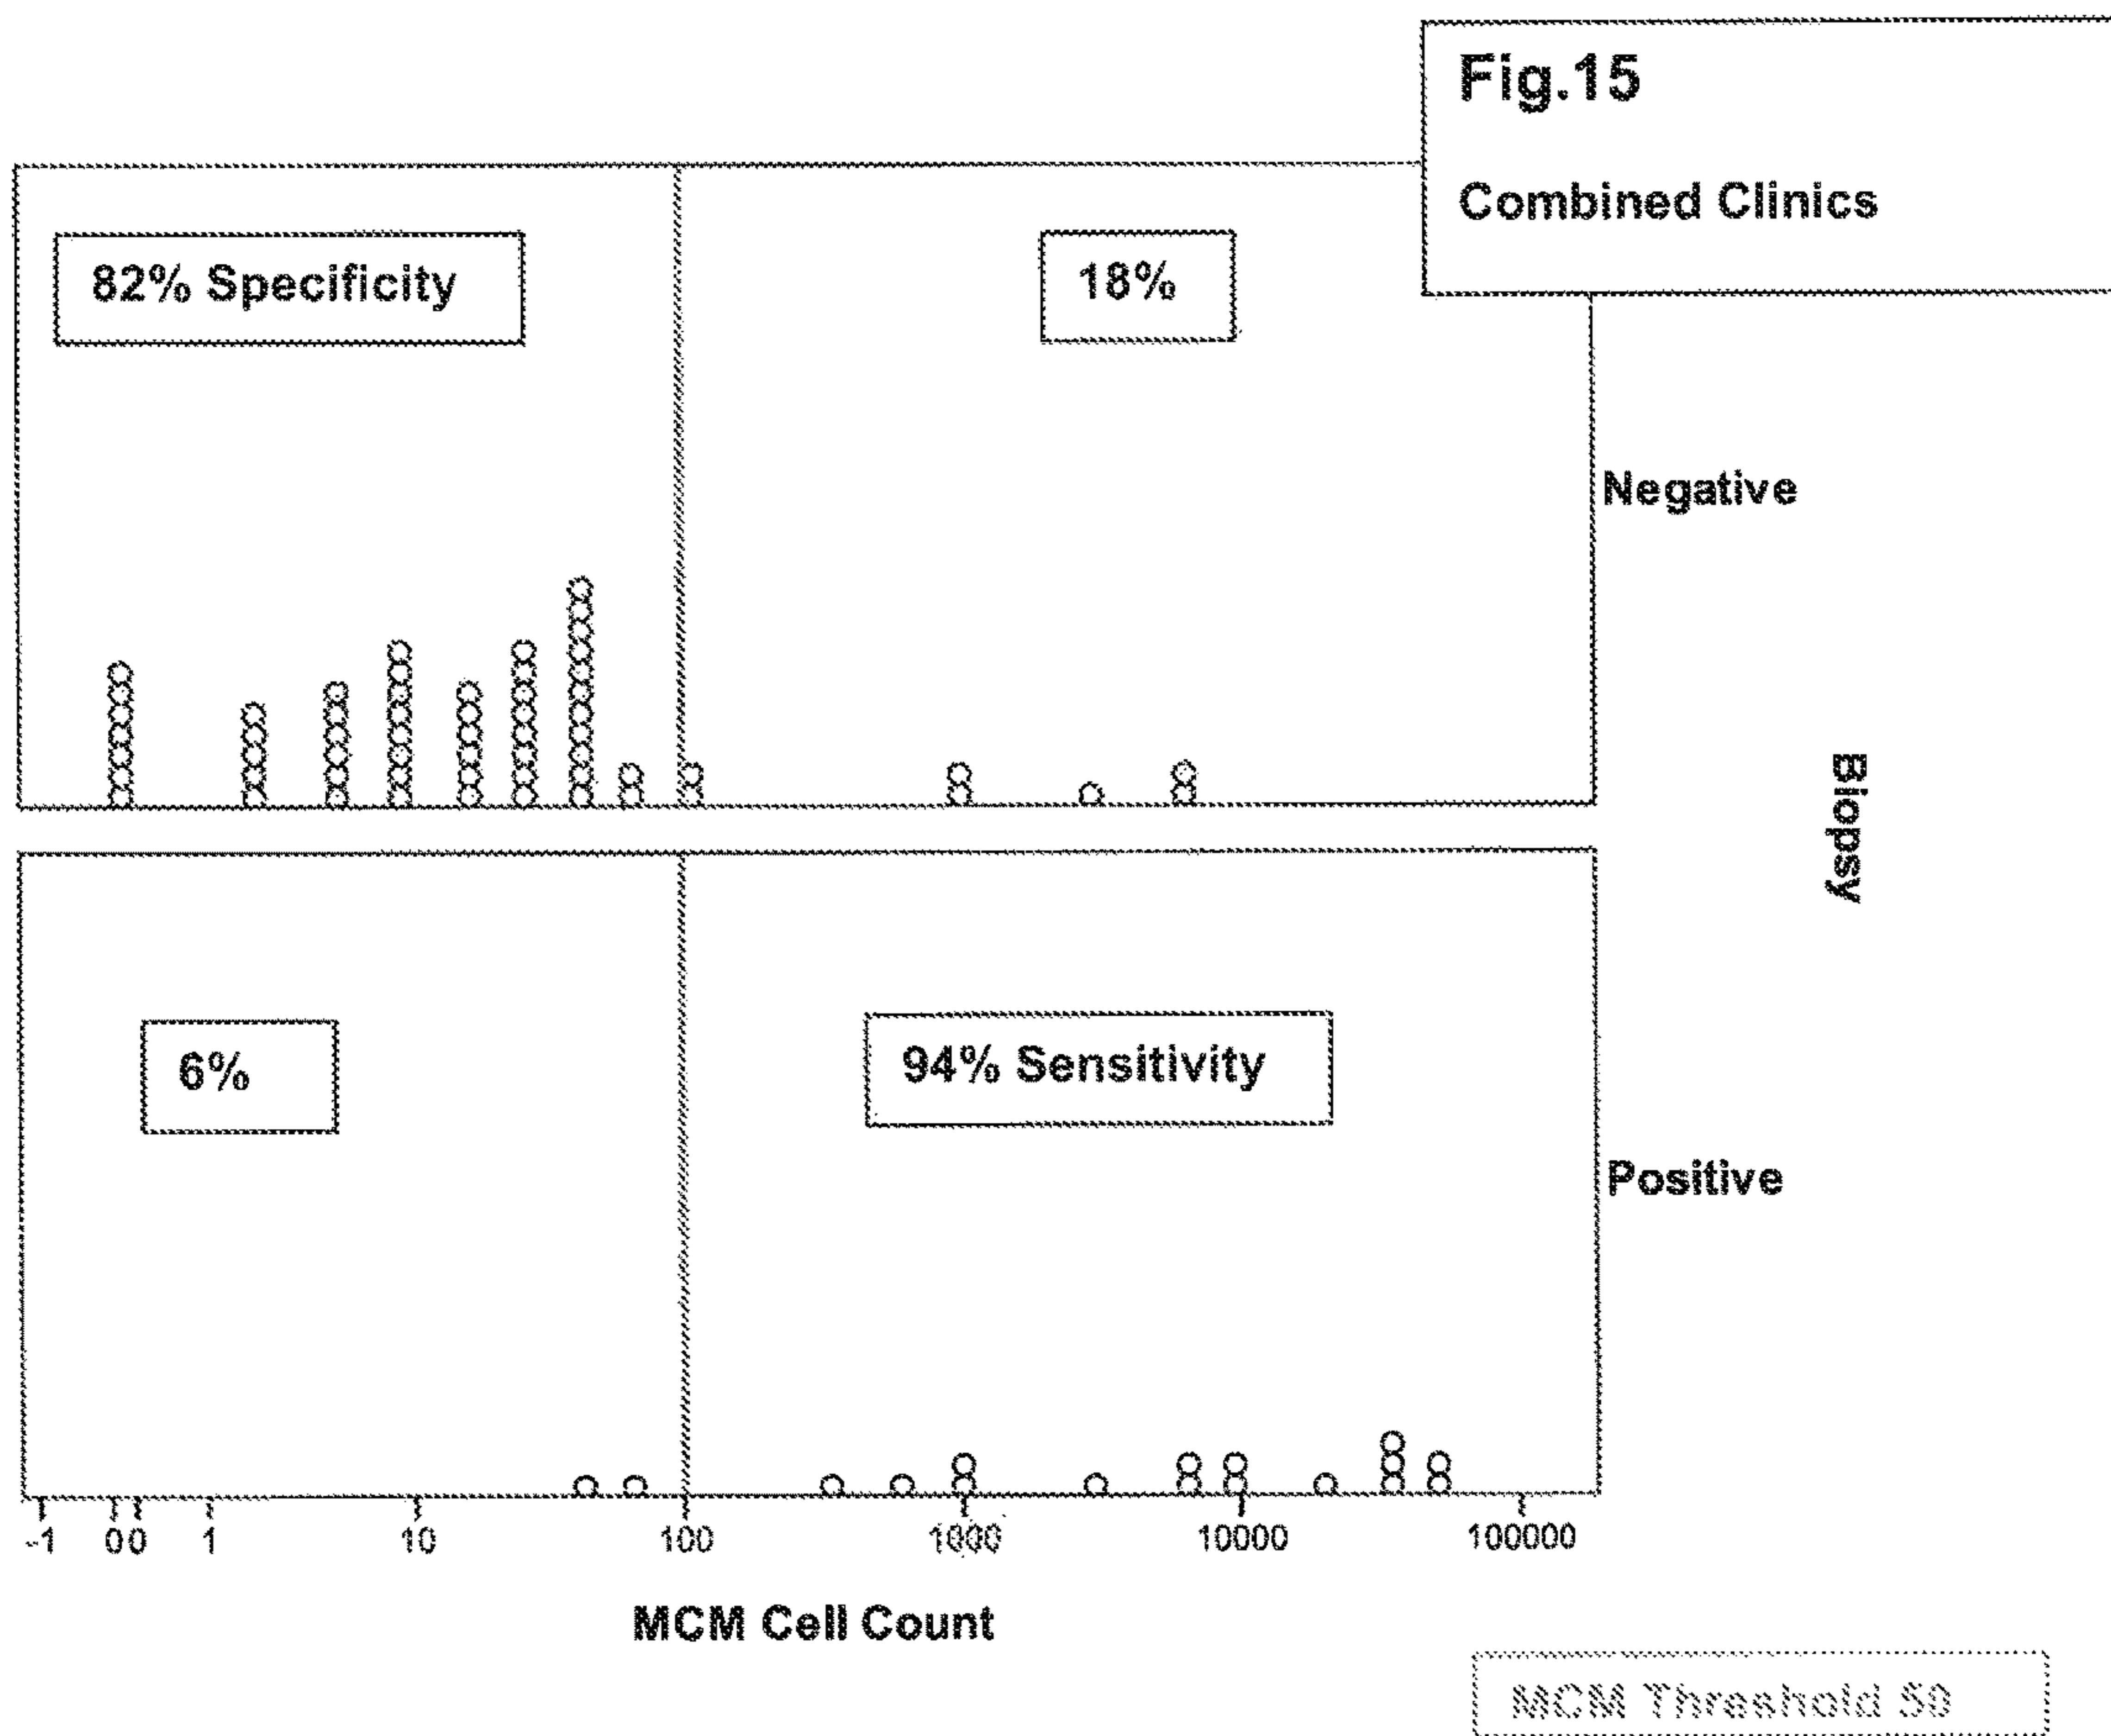 Fig.15
Combined Clinics
82% Specificity
18%
Negative
Biopsy
6%
94% Sensitivity
Positive
-1 0 0 1 10 100 1000 10000 100000
MCM Cell Count
MCM Threshold 50